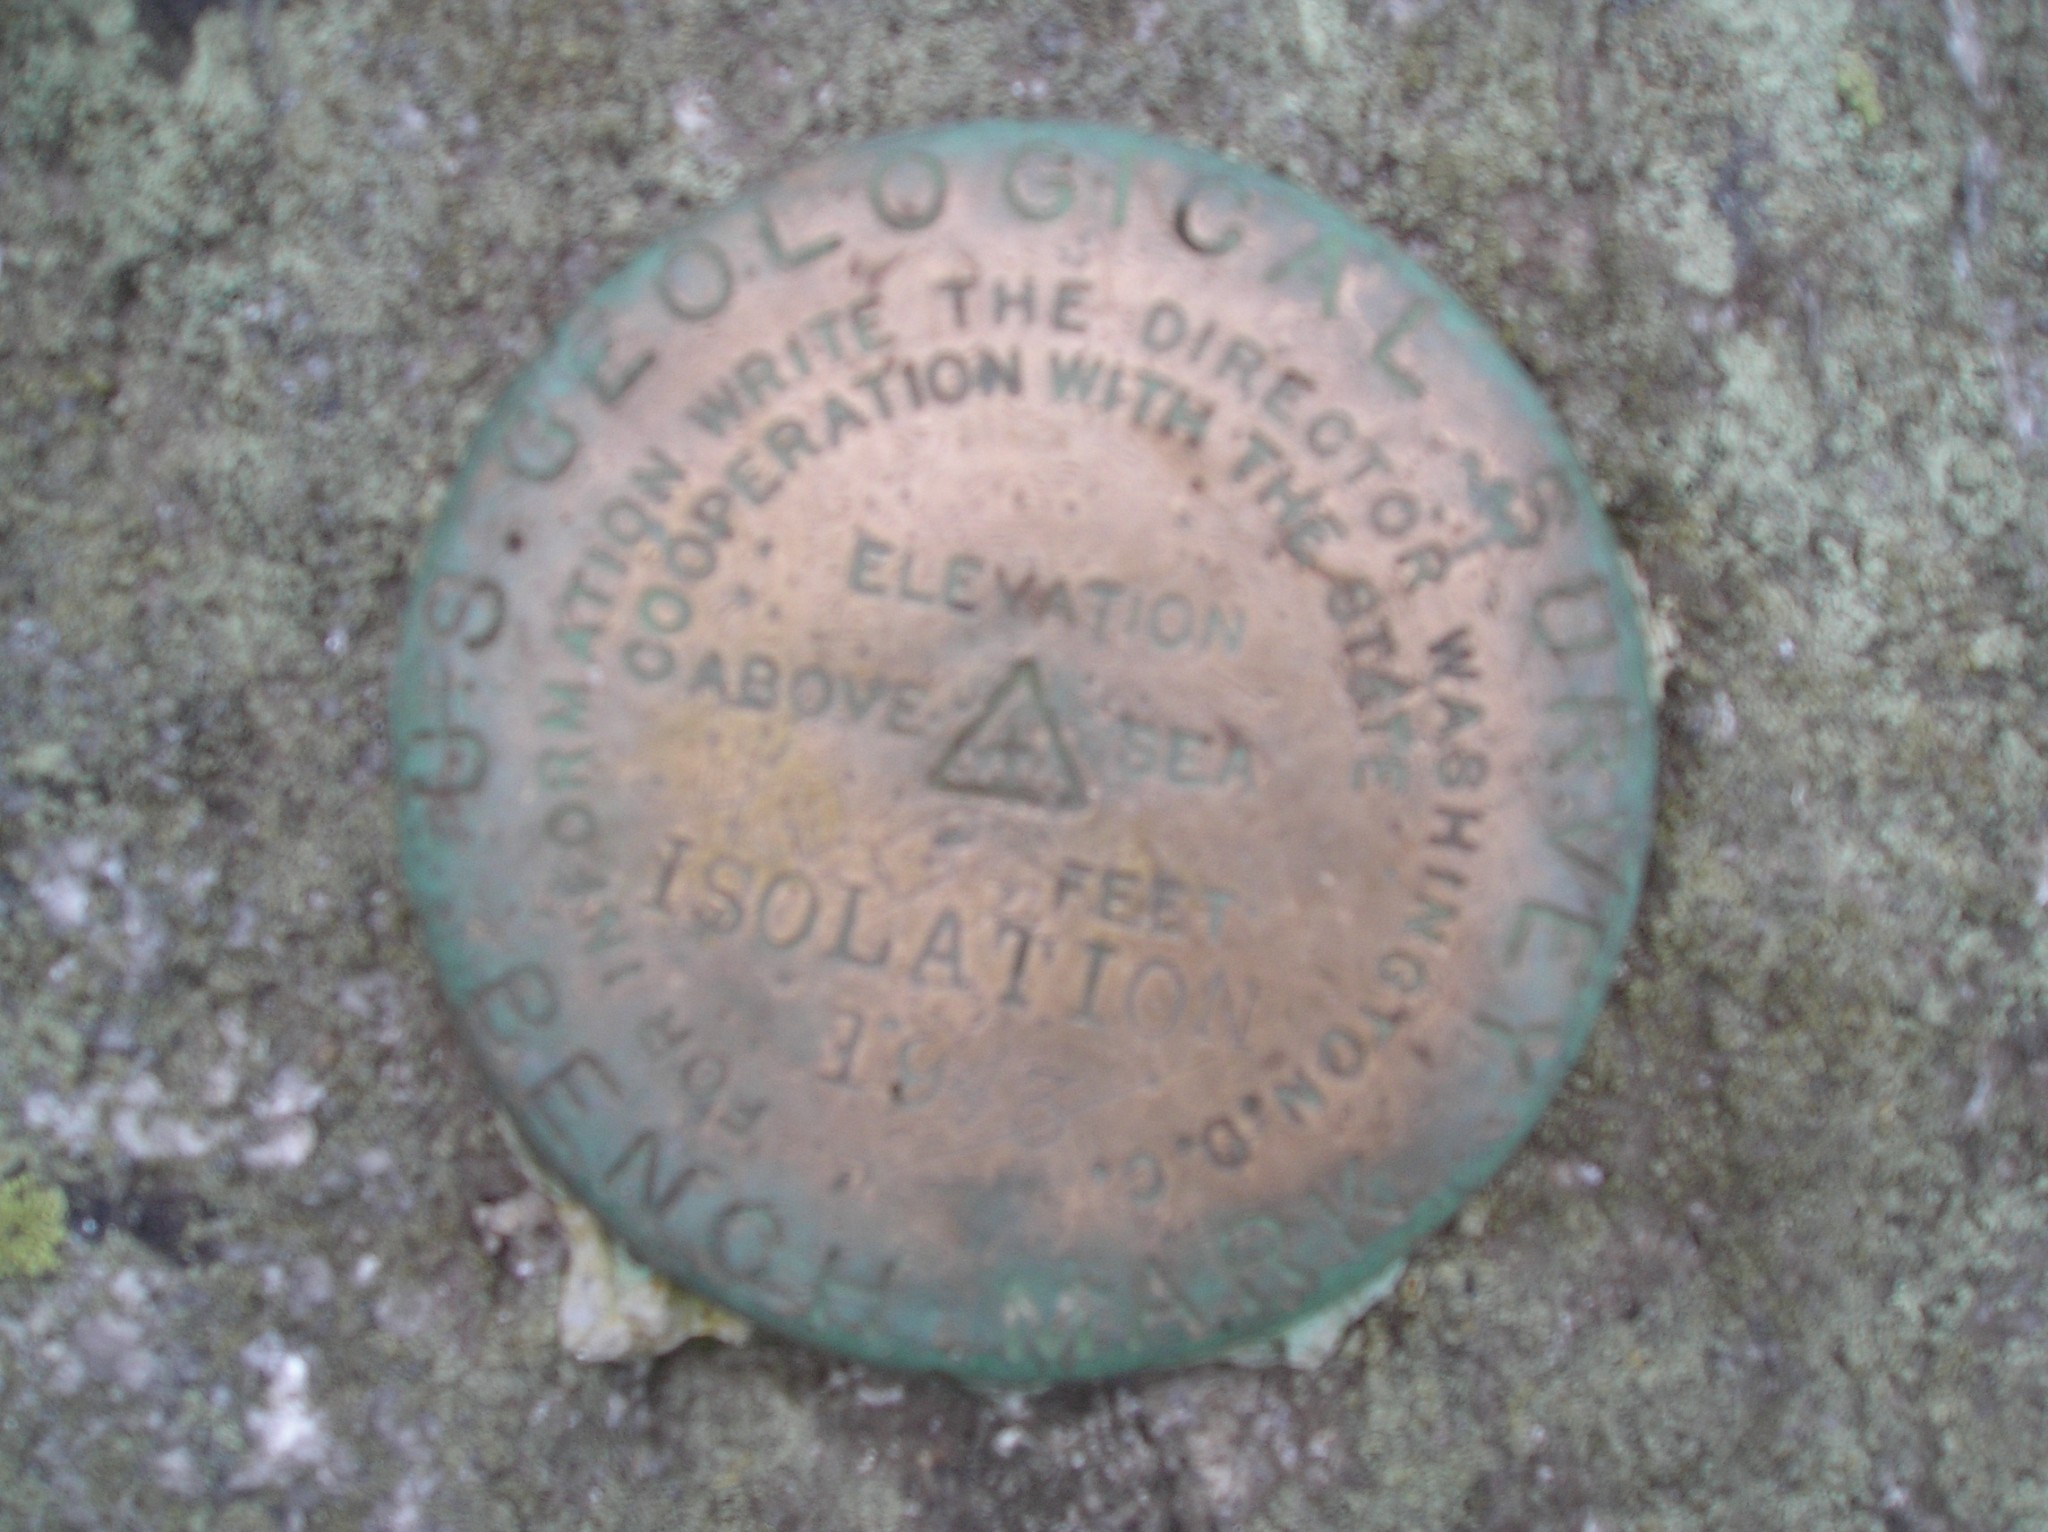 U.S. GEOLOGICAL SURVEY
FOR INFORMATION WRITE THE DIRECTOR WASHINGTON, D.C.
COOPERATION WITH THE STATE
ELEVATION
ABOVE SEA
FEET
ISOLATION
BENCH MARK